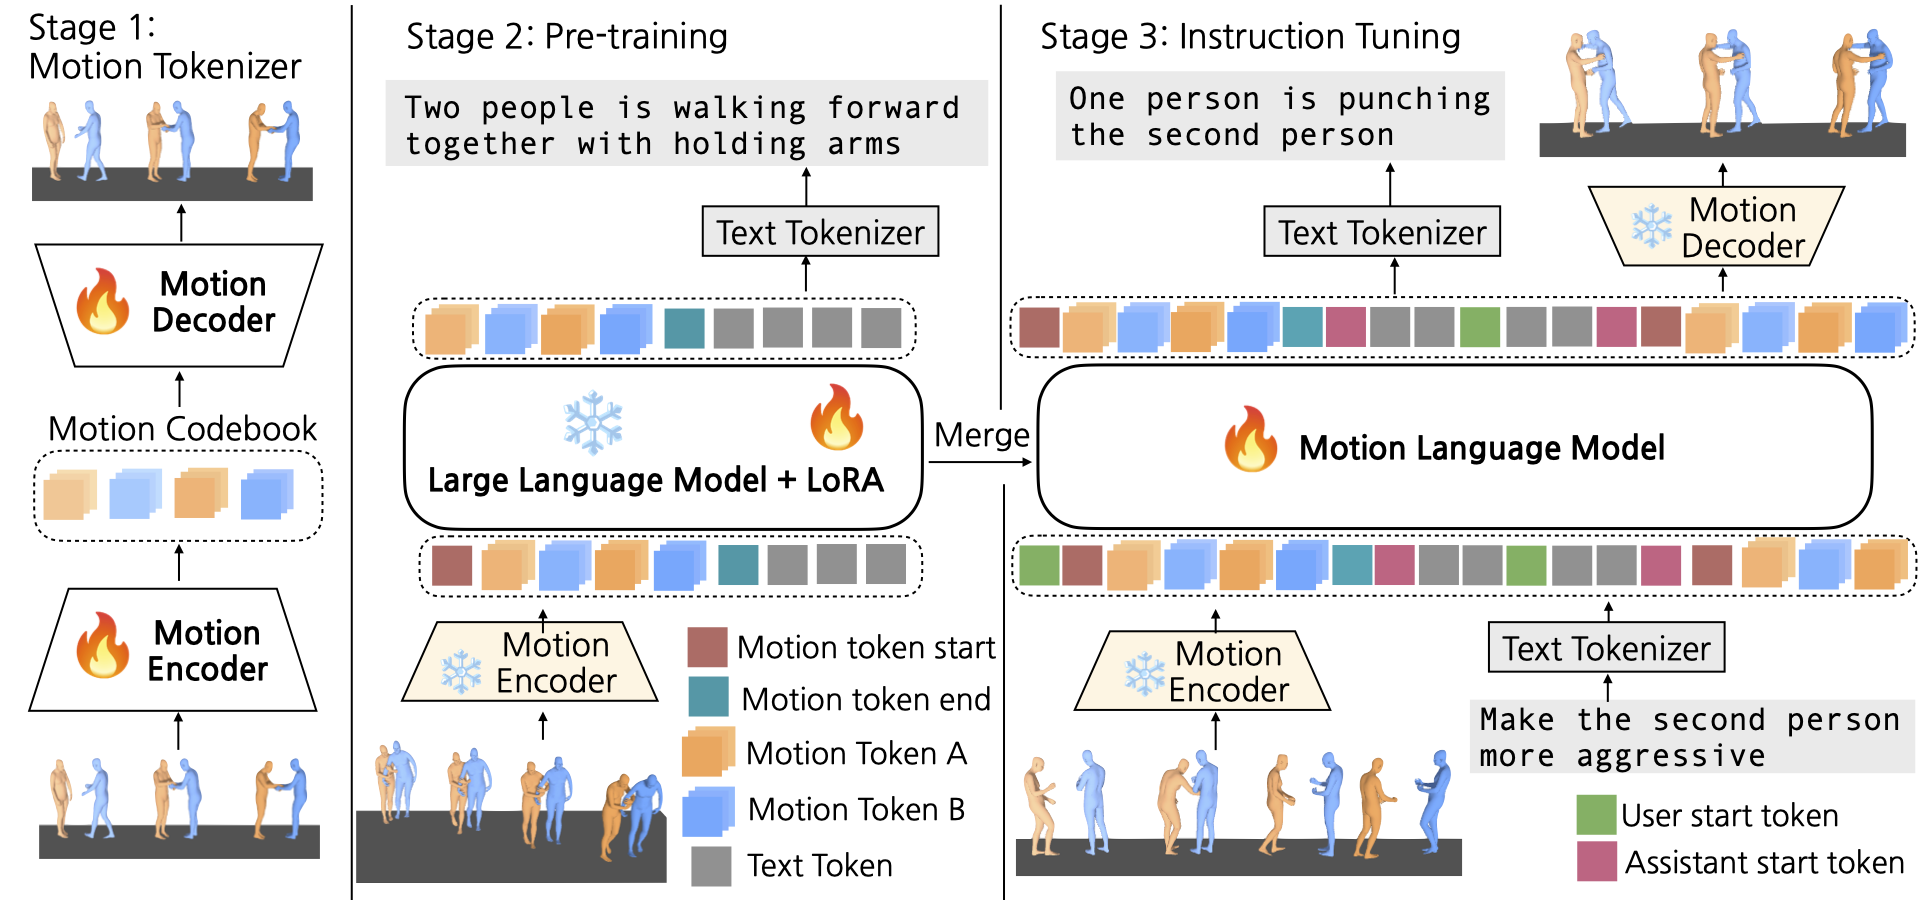 Stage 1:
Motion Tokenizer
Motion
Decoder
Motion Codebook
Motion
Encoder
Stage 2: Pre-training
Two people is walking forward
together with holding arms
Text Tokenizer
Large Language Model + LoRA
Merge
Motion
Encoder
Motion token start
Motion token end
Motion Token A
Motion Token B
Text Token
Stage 3: Instruction Tuning
One person is punching
the second person
Text Tokenizer
Motion
Decoder
Motion Language Model
Motion
Encoder
Text Tokenizer
Make the second person
more aggressive
User start token
Assistant start token